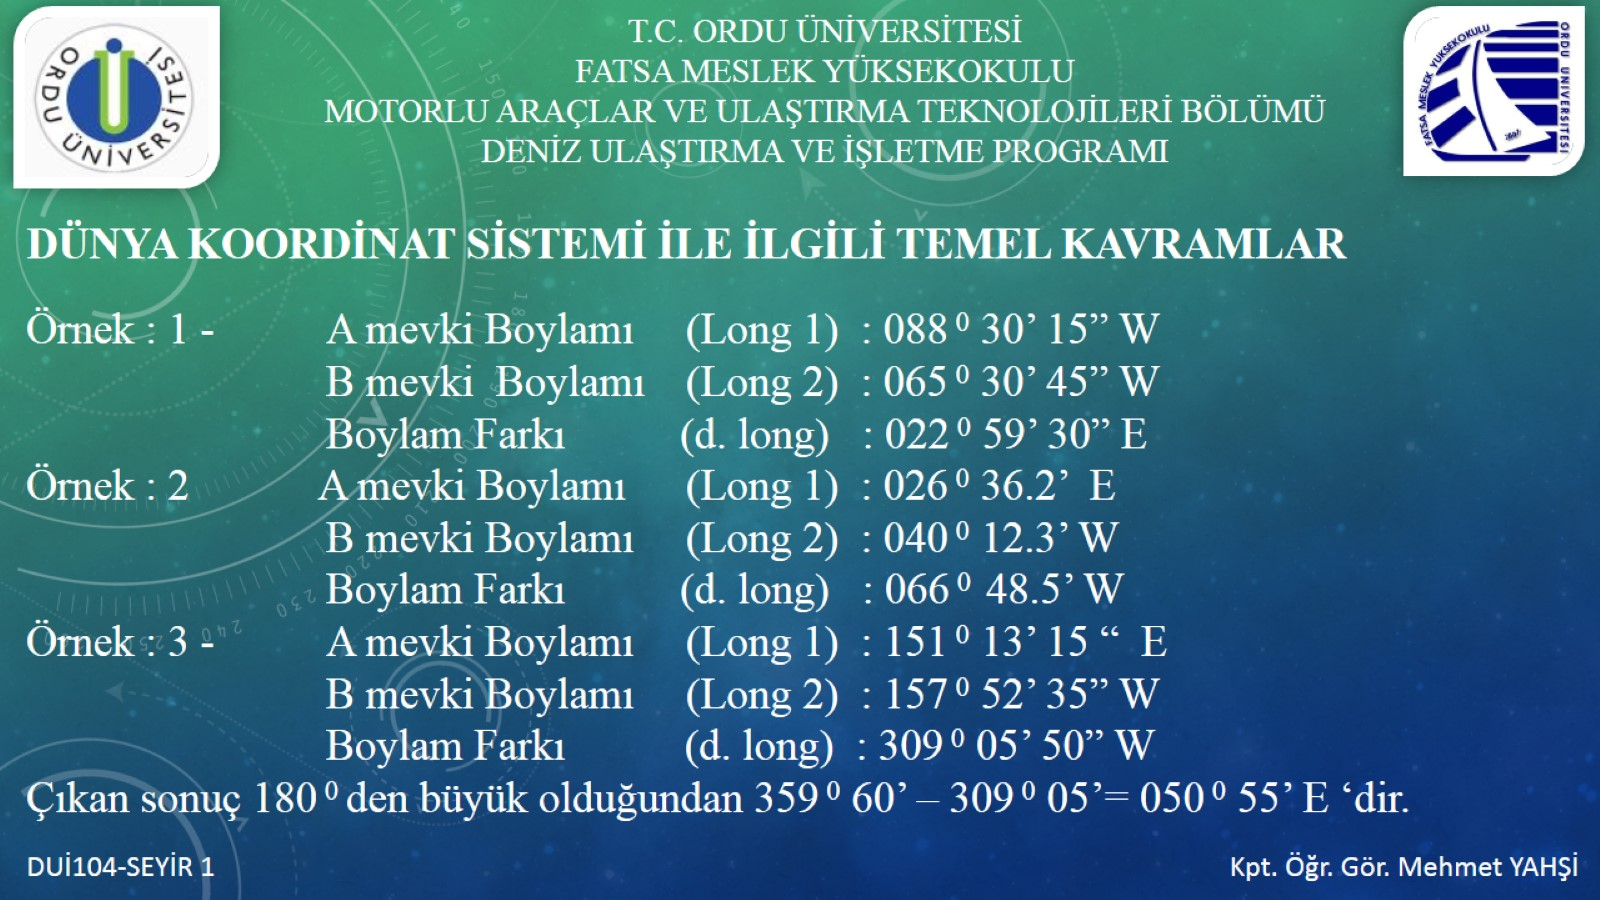 T.C. ORDU ÜNİVERSİTESİ
FATSA MESLEK YÜKSEKOKULU
MOTORLU ARAÇLAR VE ULAŞTIRMA TEKNOLOJİLERİ BÖLÜMÜ
DENİZ ULAŞTIRMA VE İŞLETME PROGRAMI
ORDU ÜNİVERSİTESİ
FATSA MESLEK YÜKSEKOKULU
ORDU ÜNİVERSİTESİ
DÜNYA KOORDİNAT SİSTEMİ İLE İLGİLİ TEMEL KAVRAMLAR
Örnek : 1 - A mevki Boylamı (Long 1) : 088 ⁰ 30’ 15” W
B mevki Boylamı (Long 2) : 065 ⁰ 30’ 45” W
Boylam Farkı (d. long) : 022 ⁰ 59’ 30” E
Örnek : 2 A mevki Boylamı (Long 1) : 026 ⁰ 36.2’ E
B mevki Boylamı (Long 2) : 040 ⁰ 12.3’ W
Boylam Farkı (d. long) : 066 ⁰ 48.5’ W
Örnek : 3 - A mevki Boylamı (Long 1) : 151 ⁰ 13’ 15 “ E
B mevki Boylamı (Long 2) : 157 ⁰ 52’ 35” W
Boylam Farkı (d. long) : 309 ⁰ 05’ 50” W
Çıkan sonuç 180 ⁰ den büyük olduğundan 359 ⁰ 60’ – 309 ⁰ 05’= 050 ⁰ 55’ E ‘dir.
DUİ104-SEYİR 1
Kpt. Öğr. Gör. Mehmet YAHŞİ